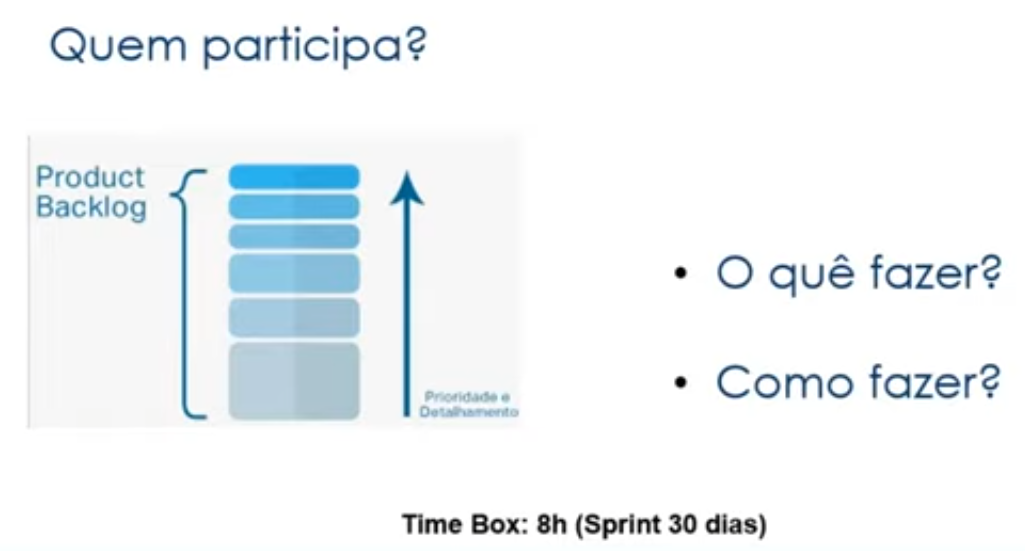 Quem participa?
Product
Backlog
Prioridade e
Detalhamento
• O quê fazer?
• Como fazer?
Time Box: 8h (Sprint 30 dias)